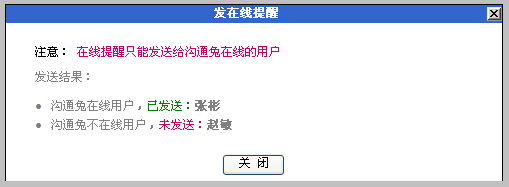 发在线提醒
注意： 在线提醒只能发送给沟通兔在线的用户
发送结果：
沟通兔在线用户，已发送：张彬
沟通兔不在线用户，未发送：赵敏
关 闭